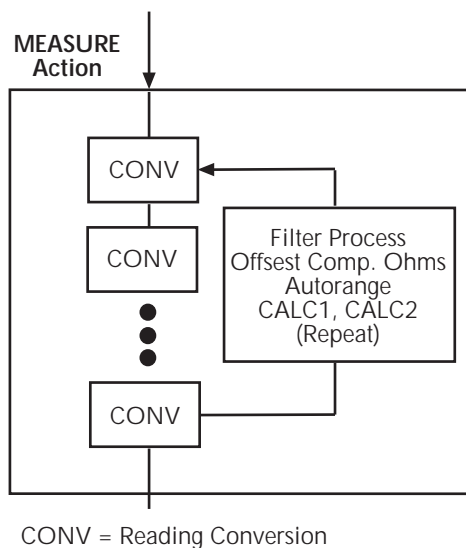 MEASURE
Action
CONV
CONV
CONV
Filter Process
Offsest Comp. Ohms
Autorange
CALC1, CALC2
(Repeat)
CONV = Reading Conversion